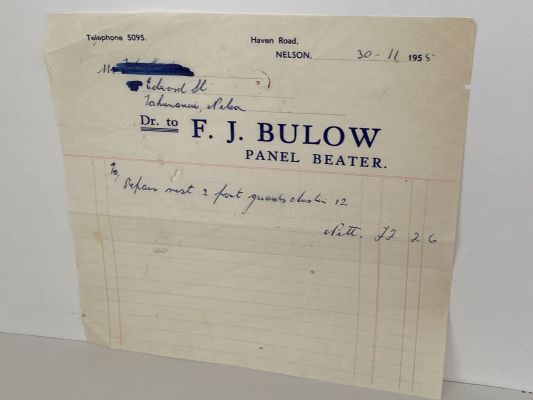 Telephone 5095.
Haven Road,
NELSON, 30 - 11 1955
M
Edward St
Tahunanui, Nelson
Dr. to F. J. BULOW
PANEL BEATER.
To,
Repair rust 2 front guards 12
Nett. £2 2 6